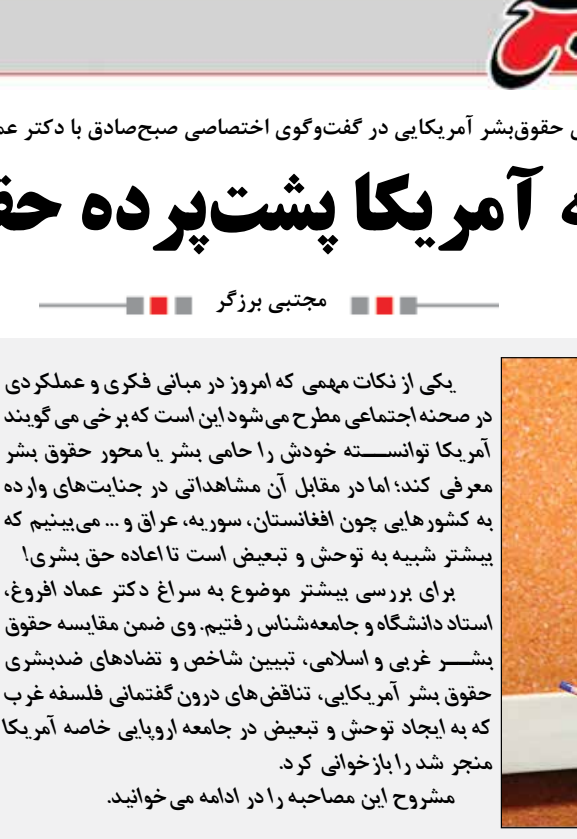 حقوق‌بشر آمریکایی در گفت‌وگوی اختصاصی صبح‌صادق با دکتر
آمریکا پشت‌پرده
مجتبی برزگر
یکی از نکات مهمی که امروز در مبانی فکری و عملکردی
در صحنه اجتماعی مطرح می‌شود این است که برخی می‌گویند
آمریکا توانسته خودش را حامی بشر یا محور حقوق بشر
معرفی کند؛ اما در مقابل آن مشاهداتی در جنایت‌های وارده
به کشورهایی چون افغانستان، سوریه، عراق و ... می‌بینیم که
بیشتر شبیه به توحش و تبعیض است تا اعاده حق بشری!
برای بررسی بیشتر موضوع به سراغ دکتر عماد افروغ،
استاد دانشگاه و جامعه‌شناس رفتیم. وی ضمن مقایسه حقوق
بشر غربی و اسلامی، تبیین شاخص و تضادهای ضدبشری
حقوق بشر آمریکایی، تناقض‌های درون گفتمانی فلسفه غرب
که به ایجاد توحش و تبعیض در جامعه اروپایی خاصه آمریکا
منجر شد را بازخوانی کرد.
مشروح این مصاحبه را در ادامه می‌خوانید.